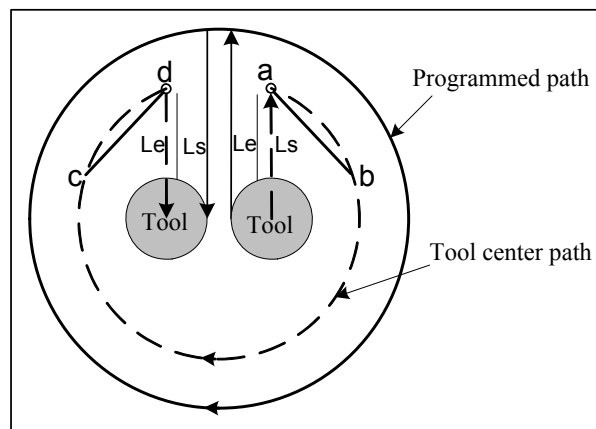 d
a
Programmed path
Le
Ls
Le
Ls
c
b
Tool
Tool
Tool center path